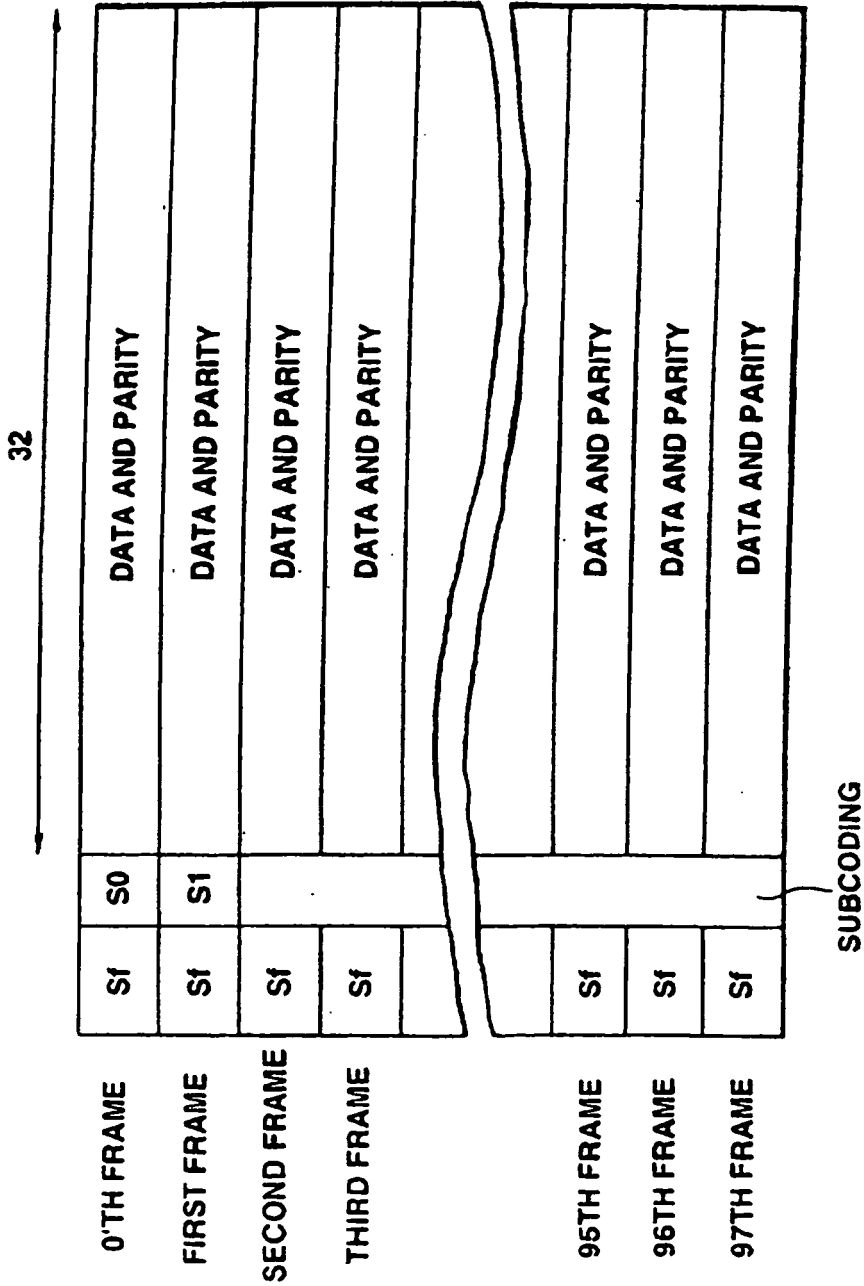 32
0'TH FRAME Sf S0 DATA AND PARITY
FIRST FRAME Sf S1 DATA AND PARITY
SECOND FRAME Sf DATA AND PARITY
THIRD FRAME Sf DATA AND PARITY
95TH FRAME Sf DATA AND PARITY
96TH FRAME Sf DATA AND PARITY
97TH FRAME Sf DATA AND PARITY
SUBCODING